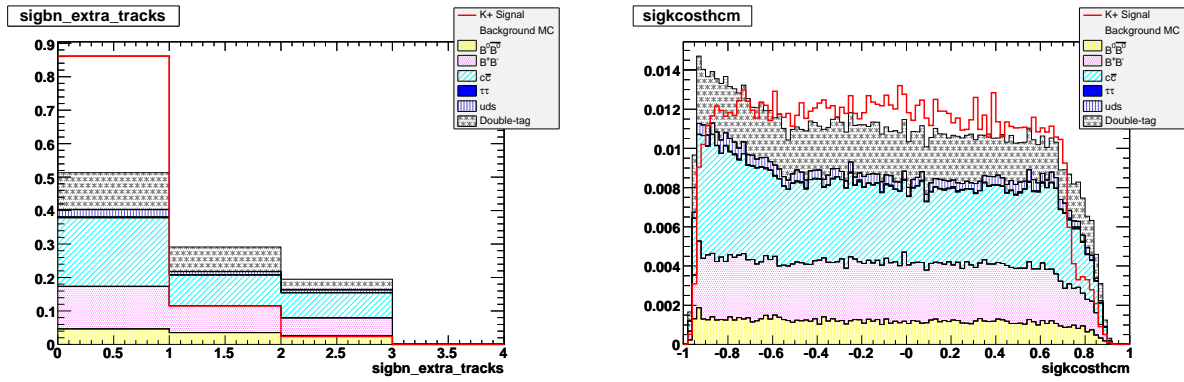 sigbn_extra_tracks
K+ Signal
Background MC
B⁰B̅⁰
B⁺B⁻
cc̅
ττ
uds
Double-tag
0.9
0.8
0.7
0.6
0.5
0.4
0.3
0.2
0.1
0
0 0.5 1 1.5 2 2.5 3 3.5 4
sigbn_extra_tracks
sigkcosthcm
K+ Signal
Background MC
B⁰B̅⁰
B⁺B⁻
cc̅
ττ
uds
Double-tag
0.014
0.012
0.01
0.008
0.006
0.004
0.002
0
-1 -0.8 -0.6 -0.4 -0.2 -0 0.2 0.4 0.6 0.8 1
sigkcosthcm